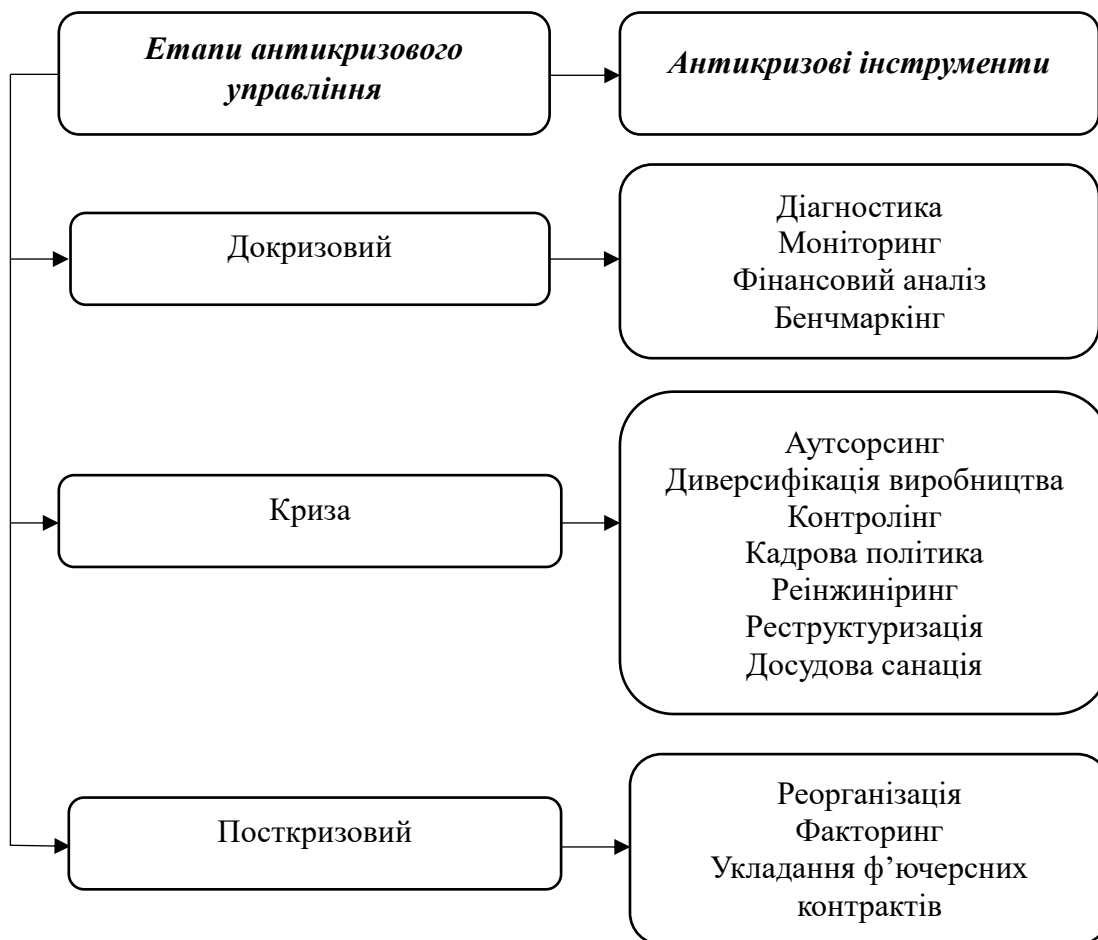 Етапи антикризового
управління
Антикризові інструменти
Докризовий
Діагностика
Моніторинг
Фінансовий аналіз
Бенчмаркінг
Криза
Аутсорсинг
Диверсифікація виробництва
Контролінг
Кадрова політика
Реінжиніринг
Реструктуризація
Досудова санація
Посткризовий
Реорганізація
Факторинг
Укладання ф’ючерсних
контрактів